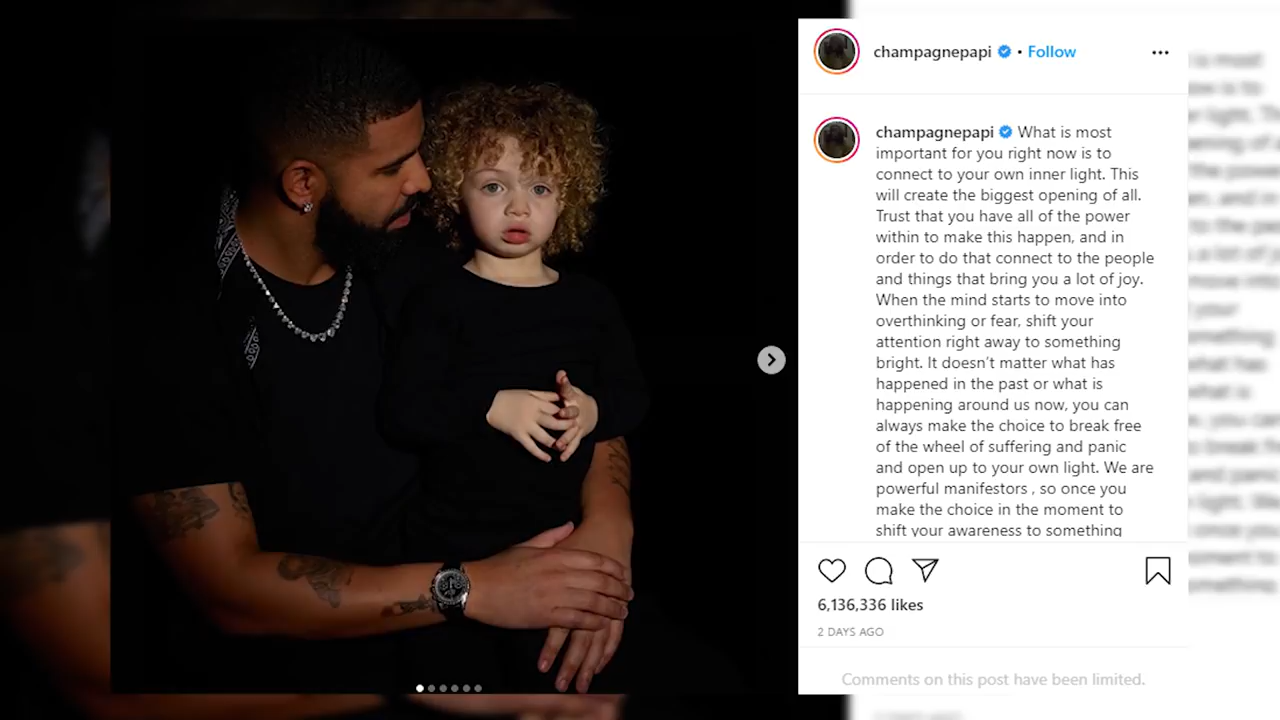 champagnepapi • Follow
champagnepapi What is most
important for you right now is to
connect to your own inner light. This
will create the biggest opening of all.
Trust that you have all of the power
within to make this happen, and in
order to do that connect to the people
and things that bring you a lot of joy.
When the mind starts to move into
overthinking or fear, shift your
attention right away to something
bright. It doesn’t matter what has
happened in the past or what is
happening around us now, you can
always make the choice to break free
of the wheel of suffering and panic
and open up to your own light. We are
powerful manifestors , so once you
make the choice in the moment to
shift your awareness to something
6,136,336 likes
2 DAYS AGO
Comments on this post have been limited.